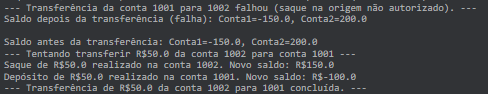 --- Transferência da conta 1001 para 1002 falhou (saque na origem não autorizado). ---
Saldo depois da transferência (falha): Conta1=-150.0, Conta2=200.0
Saldo antes da transferência: Conta1=-150.0, Conta2=200.0
--- Tentando transferir R$50.0 da conta 1002 para conta 1001 ---
Saque de R$50.0 realizado na conta 1002. Novo saldo: R$150.0
Depósito de R$50.0 realizado na conta 1001. Novo saldo: R$-100.0
--- Transferência de R$50.0 da conta 1002 para 1001 concluída. ---